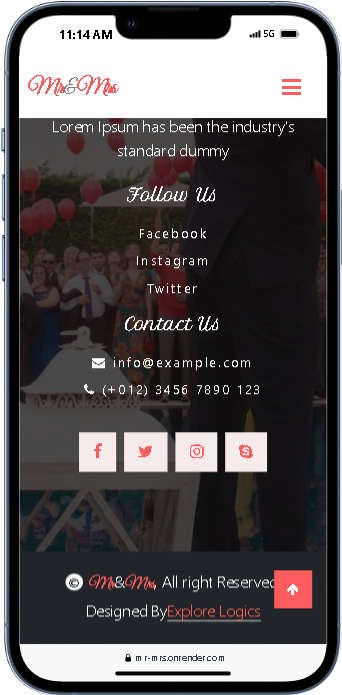 11:14 AM 5G
Mr&Mrs
Lorem Ipsum has been the industry's
standard dummy
Follow Us
Facebook
Instagram
Twitter
Contact Us
info@example.com
(+012) 3456 7890 123
© Mr&Mrs, All right Reserved
Designed By Explore Logics
mr-mrs.onrender.com